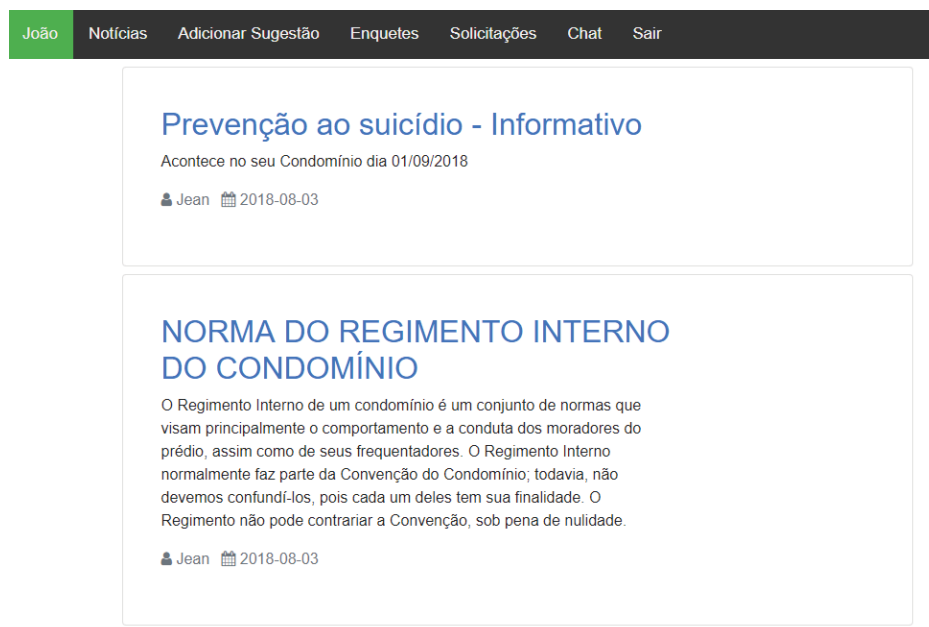 João Notícias Adicionar Sugestão Enquetes Solicitações Chat Sair
Prevenção ao suicídio - Informativo
Acontece no seu Condomínio dia 01/09/2018
Jean 2018-08-03
NORMA DO REGIMENTO INTERNO
DO CONDOMÍNIO
O Regimento Interno de um condomínio é um conjunto de normas que
visam principalmente o comportamento e a conduta dos moradores do
prédio, assim como de seus frequentadores. O Regimento Interno
normalmente faz parte da Convenção do Condomínio; todavia, não
devemos confundí-los, pois cada um deles tem sua finalidade. O
Regimento não pode contrariar a Convenção, sob pena de nulidade.
Jean 2018-08-03